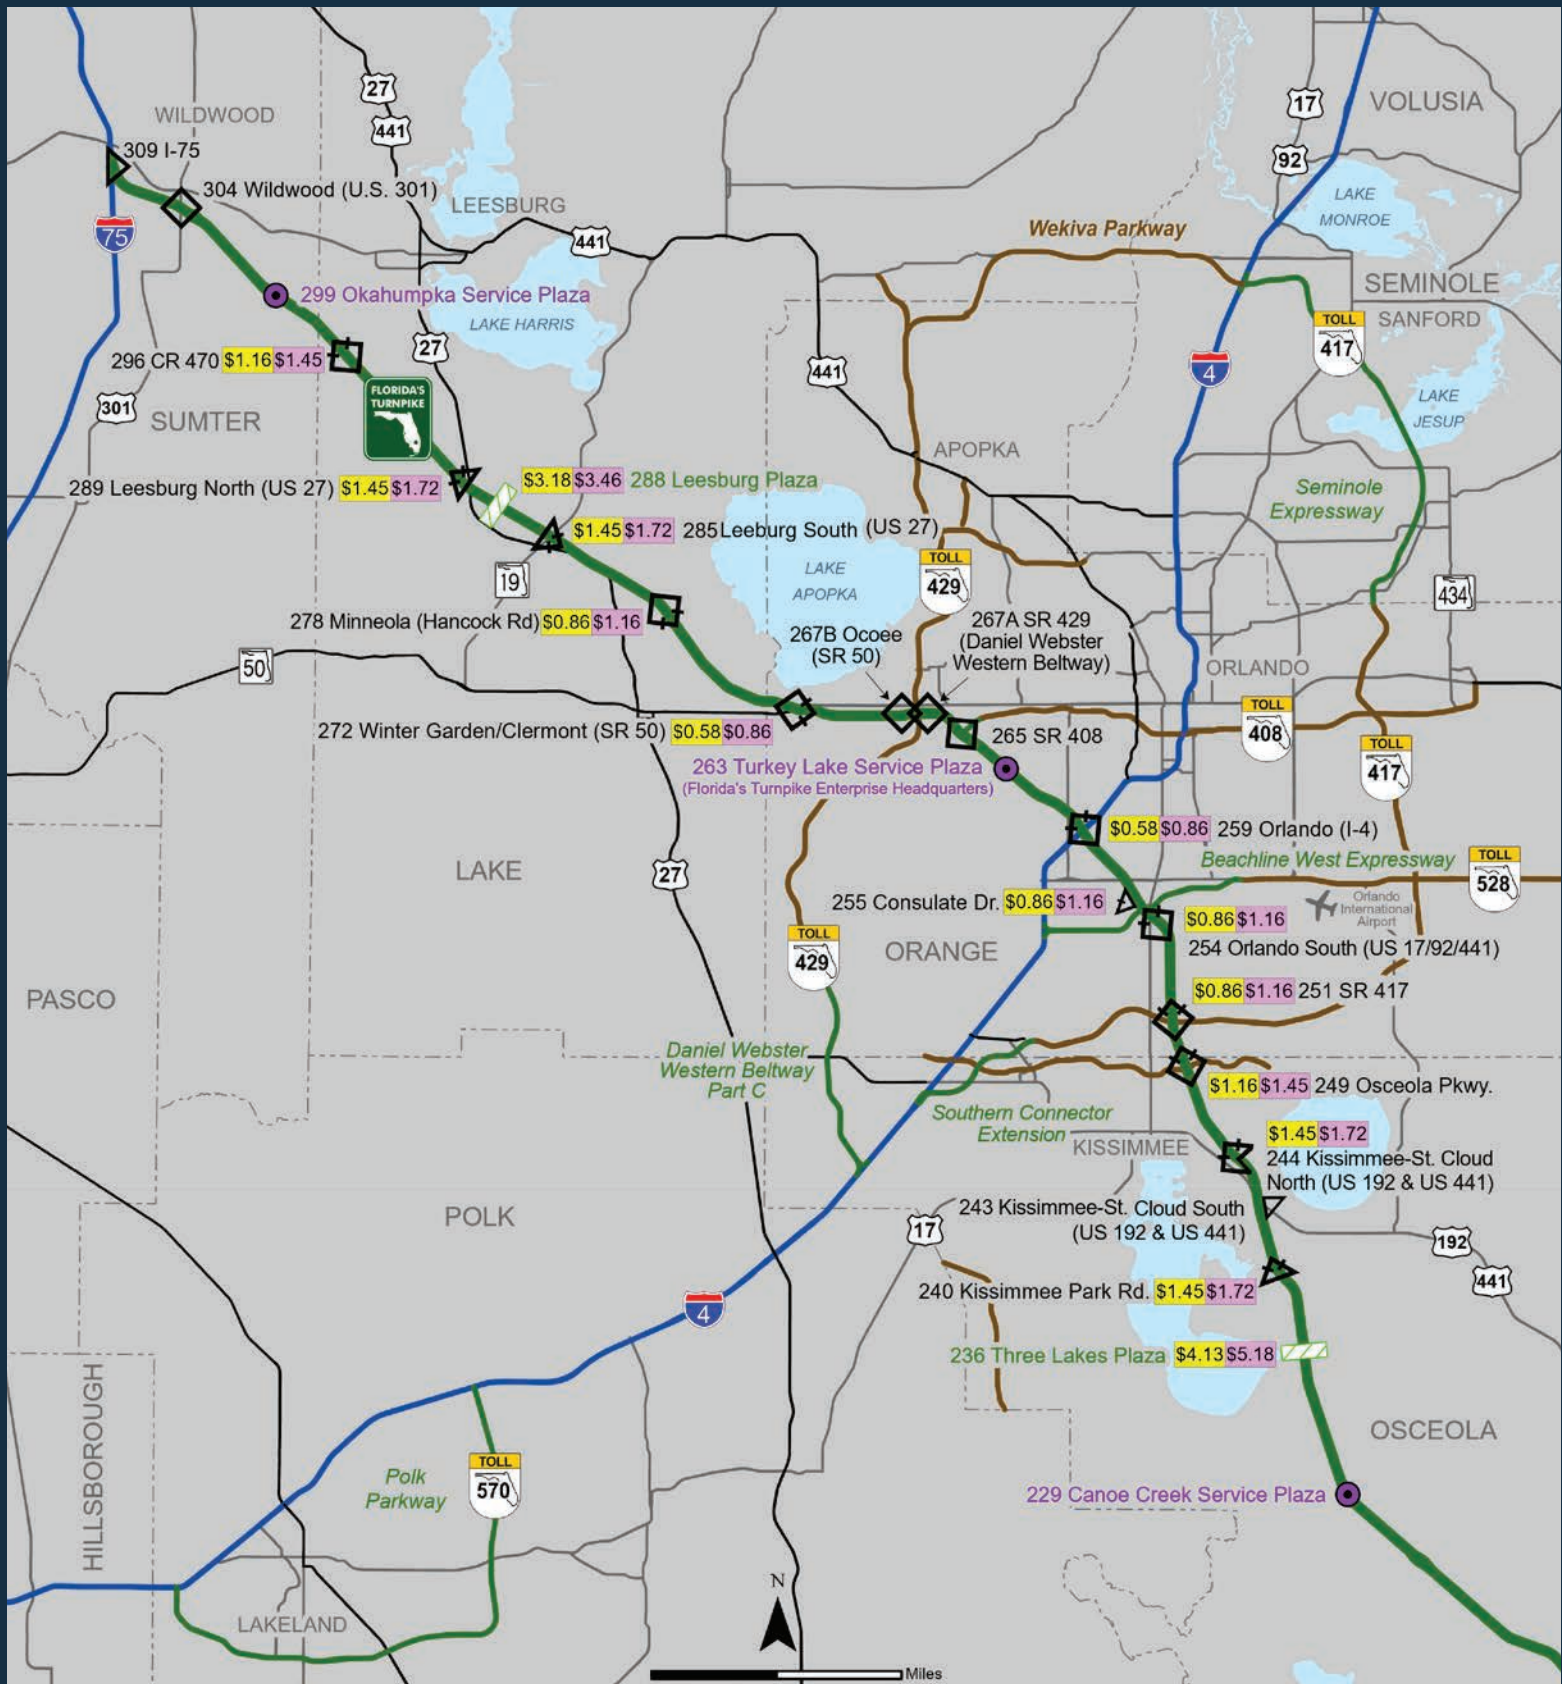 WILDWOOD
27
441
17
VOLUSIA
92
309 I-75
304 Wildwood (U.S. 301)
LEESBURG
441
75
LAKE
MONROE
Wekiva Parkway
SEMINOLE
SANFORD
299 Okahumpka Service Plaza
LAKE HARRIS
TOLL
417
27
296 CR 470 $1.16 $1.45
441
4
301
SUMTER
FLORIDA'S
TURNPIKE
LAKE
JESUP
APOPKA
289 Leesburg North (US 27) $1.45 $1.72
$3.18 $3.46 288 Leesburg Plaza
Seminole
Expressway
$1.45 $1.72 285 Leeburg South (US 27)
19
LAKE
APOPKA
TOLL
429
434
278 Minneola (Hancock Rd) $0.86 $1.16
267B Ocoee
(SR 50)
267A SR 429
(Daniel Webster
Western Beltway)
50
ORLANDO
272 Winter Garden/Clermont (SR 50) $0.58 $0.86
265 SR 408
TOLL
408
263 Turkey Lake Service Plaza
(Florida's Turnpike Enterprise Headquarters)
TOLL
417
$0.58 $0.86 259 Orlando (I-4)
LAKE
27
Beachline West Expressway
TOLL
528
255 Consulate Dr. $0.86 $1.16
Orlando
International
Airport
$0.86 $1.16
254 Orlando South (US 17/92/441)
TOLL
429
ORANGE
PASCO
$0.86 $1.16 251 SR 417
Daniel Webster
Western Beltway
Part C
$1.16 $1.45 249 Osceola Pkwy.
Southern Connector
Extension
KISSIMMEE
$1.45 $1.72
244 Kissimmee-St. Cloud
North (US 192 & US 441)
POLK
17
243 Kissimmee-St. Cloud South
(US 192 & US 441)
192
441
240 Kissimmee Park Rd. $1.45 $1.72
4
236 Three Lakes Plaza $4.13 $5.18
HILLSBOROUGH
OSCEOLA
TOLL
570
Polk
Parkway
229 Canoe Creek Service Plaza
N
LAKELAND
Miles